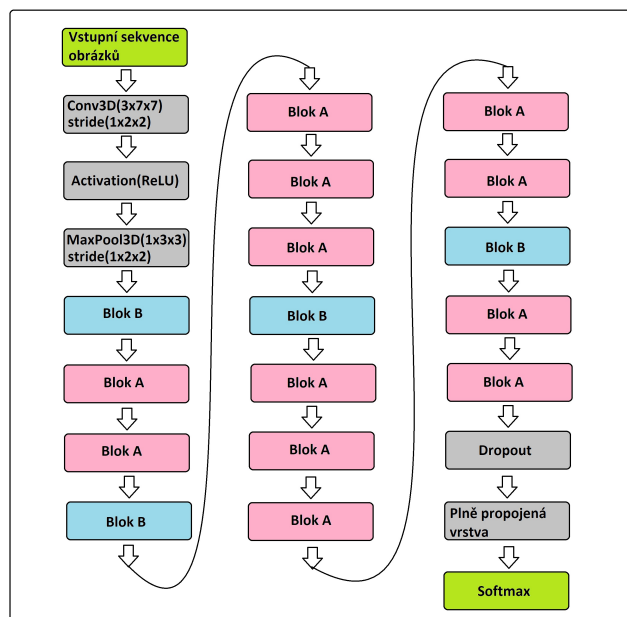 Vstupní sekvence
obrázků
Conv3D(3x7x7)
stride(1x2x2)
Activation(ReLU)
MaxPool3D(1x3x3)
stride(1x2x2)
Blok B
Blok A
Blok A
Blok B
Blok A
Blok A
Blok A
Blok B
Blok A
Blok A
Blok A
Blok A
Blok A
Blok B
Blok A
Blok A
Dropout
Plně propojená
vrstva
Softmax